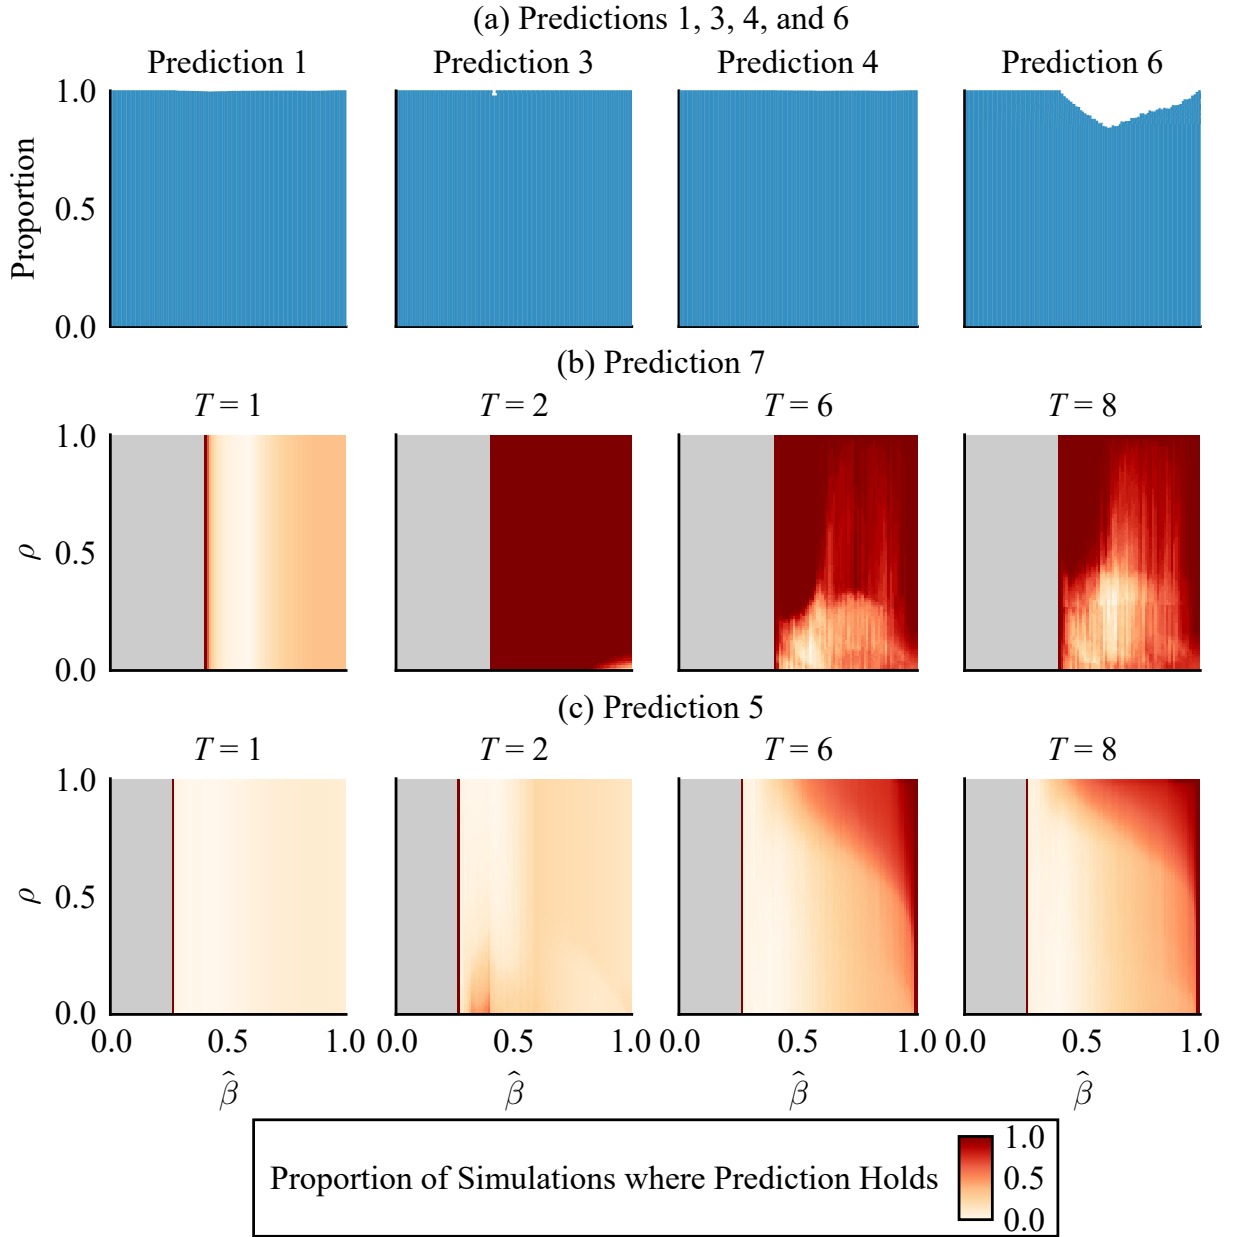 (a) Predictions 1, 3, 4, and 6
Prediction 1 Prediction 3 Prediction 4 Prediction 6
1.0
0.5
0.0
Proportion
(b) Prediction 7
T = 1 T = 2 T = 6 T = 8
1.0
0.5
0.0
ρ
(c) Prediction 5
T = 1 T = 2 T = 6 T = 8
1.0
0.5
0.0
ρ
0.0 0.5 1.0 0.0 0.5 1.0 0.0 0.5 1.0 0.0 0.5 1.0
β̂ β̂ β̂ β̂
Proportion of Simulations where Prediction Holds
1.0
0.5
0.0